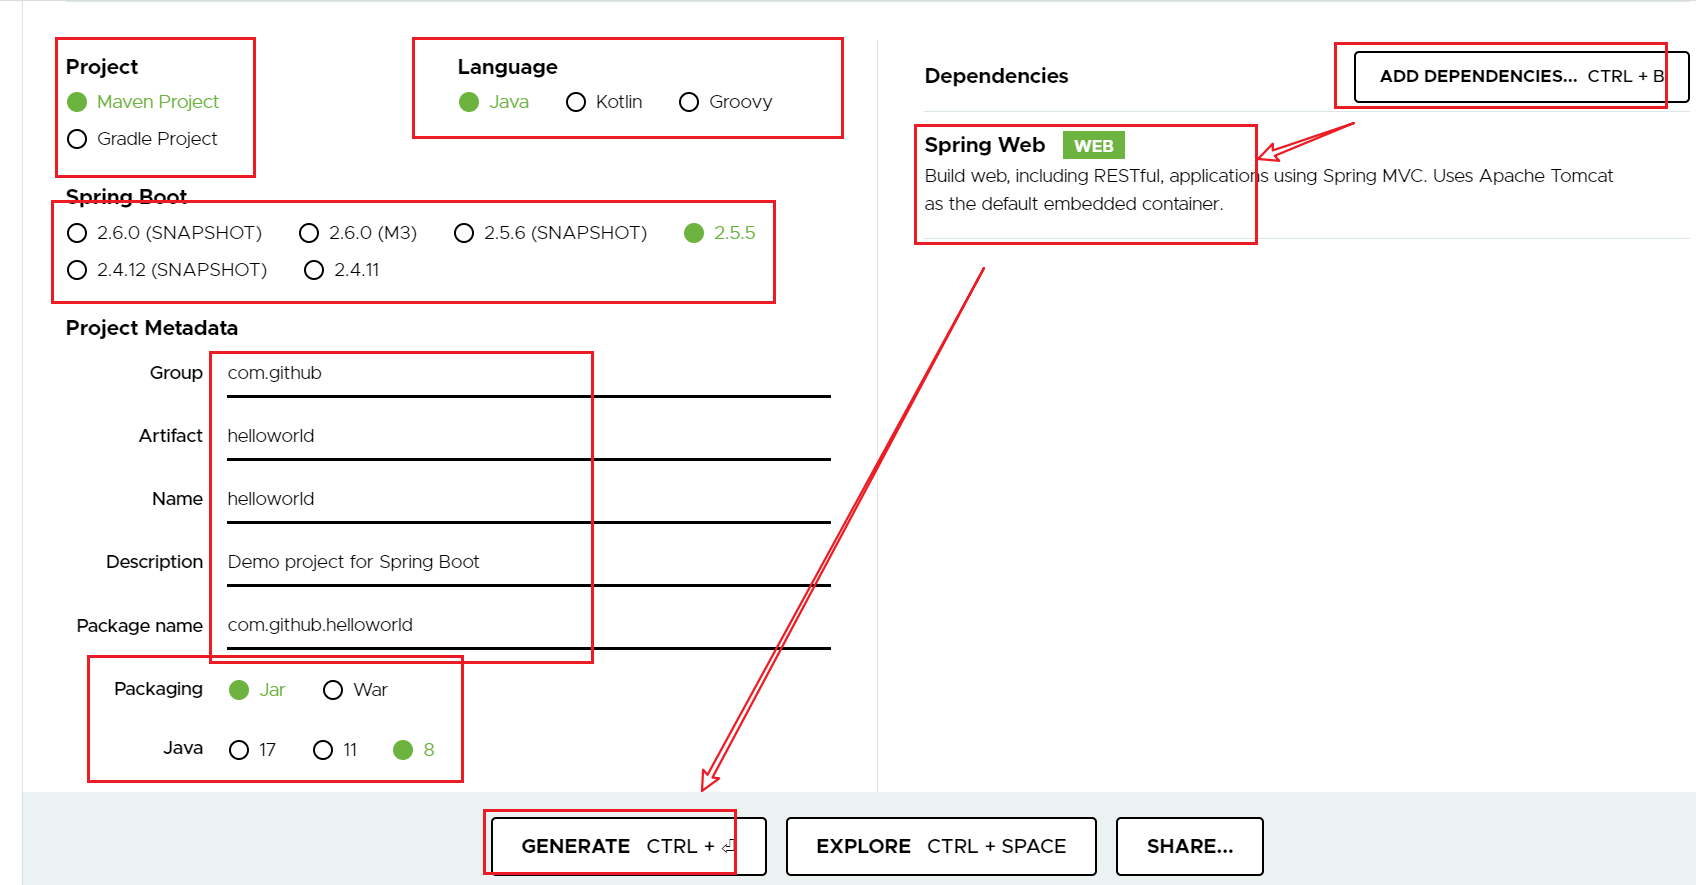 Project
Maven Project
Gradle Project
Language
Java Kotlin Groovy
Spring Boot
2.6.0 (SNAPSHOT) 2.6.0 (M3) 2.5.6 (SNAPSHOT) 2.5.5
2.4.12 (SNAPSHOT) 2.4.11
Project Metadata
Group com.github
Artifact helloworld
Name helloworld
Description Demo project for Spring Boot
Package name com.github.helloworld
Packaging Jar War
Java 17 11 8
Dependencies
ADD DEPENDENCIES... CTRL + B
Spring Web WEB
Build web, including RESTful, applications using Spring MVC. Uses Apache Tomcat
as the default embedded container.
GENERATE CTRL + ⏎
EXPLORE CTRL + SPACE
SHARE...